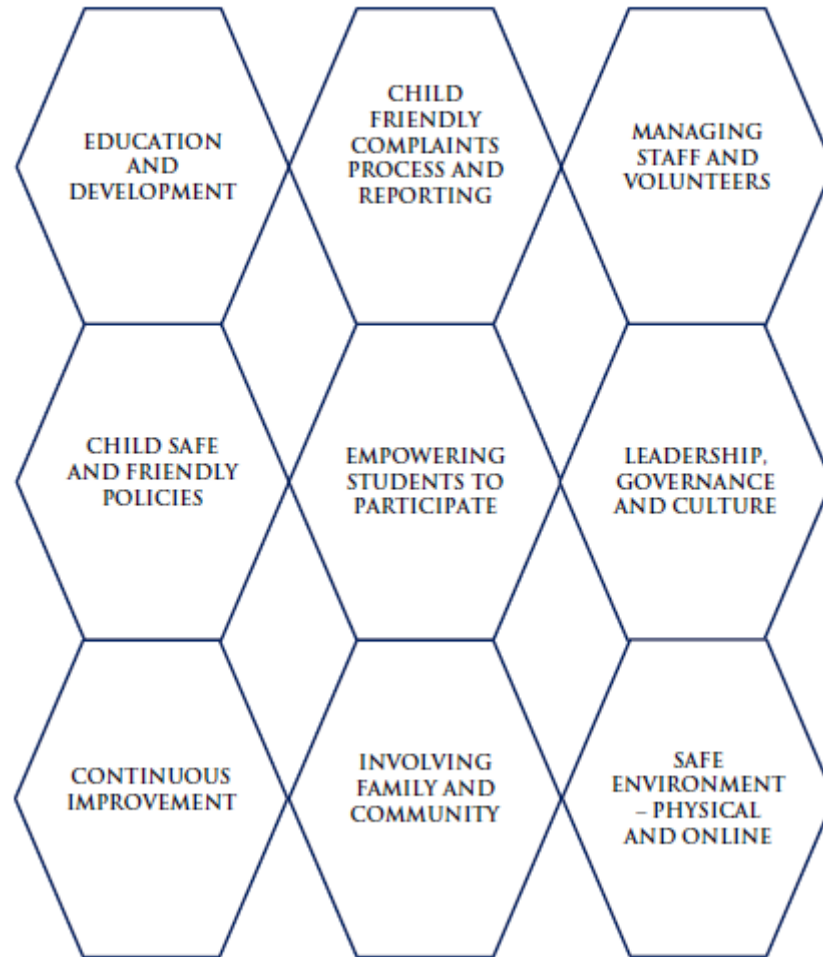 EDUCATION
AND
DEVELOPMENT
CHILD
FRIENDLY
COMPLAINTS
PROCESS AND
REPORTING
MANAGING
STAFF AND
VOLUNTEERS
CHILD SAFE
AND FRIENDLY
POLICIES
EMPOWERING
STUDENTS TO
PARTICIPATE
LEADERSHIP,
GOVERNANCE
AND CULTURE
CONTINUOUS
IMPROVEMENT
INVOLVING
FAMILY AND
COMMUNITY
SAFE
ENVIRONMENT
– PHYSICAL
AND ONLINE